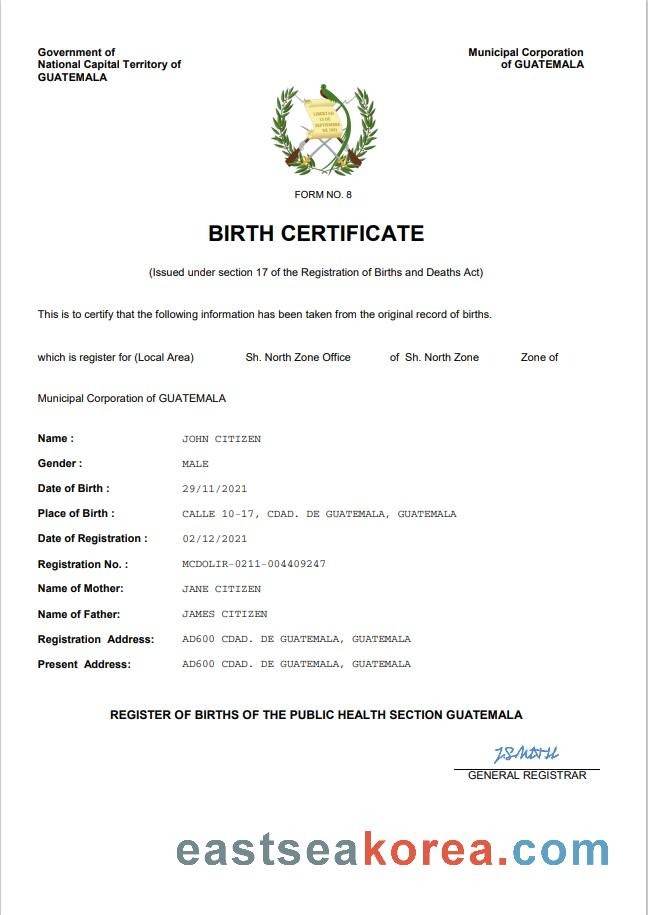 Government of
National Capital Territory of
GUATEMALA
Municipal Corporation
of GUATEMALA
LIBERTAD
15 DE
SEPTIEMBRE
DE 1821
FORM NO. 8
BIRTH CERTIFICATE
(Issued under section 17 of the Registration of Births and Deaths Act)
This is to certify that the following information has been taken from the original record of births.
which is register for (Local Area) Sh. North Zone Office of Sh. North Zone Zone of
Municipal Corporation of GUATEMALA
Name : JOHN CITIZEN
Gender : MALE
Date of Birth : 29/11/2021
Place of Birth : CALLE 10-17, CDAD. DE GUATEMALA, GUATEMALA
Date of Registration : 02/12/2021
Registration No. : MCDOLIR-0211-004409247
Name of Mother: JANE CITIZEN
Name of Father: JAMES CITIZEN
Registration Address: AD600 CDAD. DE GUATEMALA, GUATEMALA
Present Address: AD600 CDAD. DE GUATEMALA, GUATEMALA
REGISTER OF BIRTHS OF THE PUBLIC HEALTH SECTION GUATEMALA
GENERAL REGISTRAR
eastseakorea.com